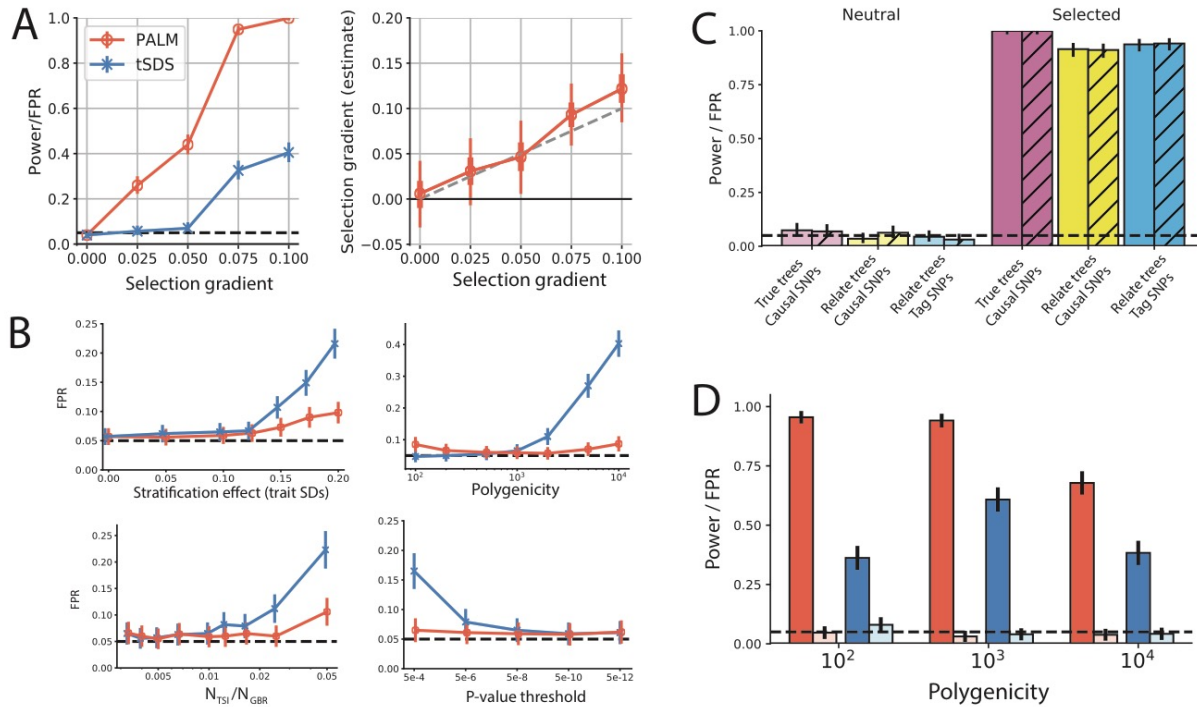 A
1.0
0.8
0.6
0.4
0.2
0.0
Power/FPR
PALM
tSDS
0.000 0.025 0.050 0.075 0.100
Selection gradient
0.20
0.15
0.10
0.05
0.00
−0.05
Selection gradient (estimate)
0.000 0.025 0.050 0.075 0.100
Selection gradient
C
Neutral Selected
1.00
0.75
0.50
0.25
0.00
Power / FPR
True trees
Causal SNPs
Relate trees
Causal SNPs
Relate trees
Tag SNPs
True trees
Causal SNPs
Relate trees
Causal SNPs
Relate trees
Tag SNPs
B
0.25
0.20
0.15
0.10
0.05
0.00
FPR
0.00 0.05 0.10 0.15 0.20
Stratification effect (trait SDs)
0.4
0.3
0.2
0.1
10² 10³ 10⁴
Polygenicity
0.25
0.20
0.15
0.10
0.05
0.00
FPR
0.005 0.01 0.02 0.05
N_TSI/N_GBR
0.25
0.20
0.15
0.10
0.05
0.00
5e-4 5e-6 5e-8 5e-10 5e-12
P-value threshold
D
1.00
0.75
0.50
0.25
0.00
Power / FPR
10² 10³ 10⁴
Polygenicity